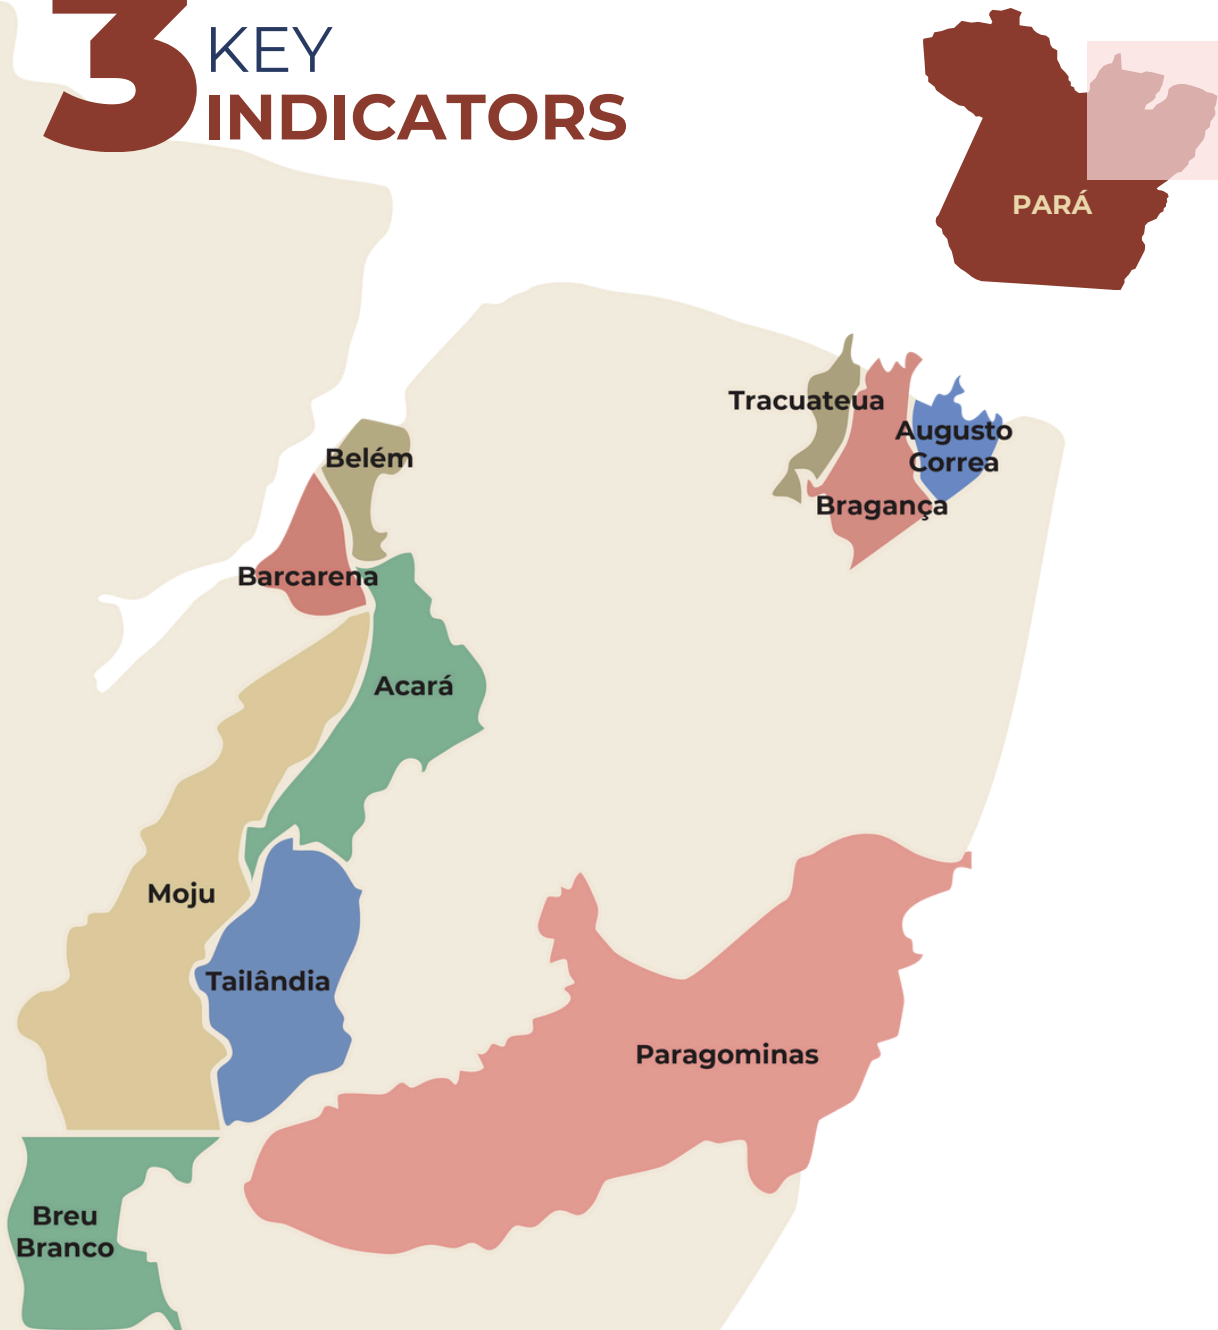 3 KEY
INDICATORS
PARÁ
Tracuateua
Augusto
Correa
Bragança
Belém
Barcarena
Acará
Moju
Tailândia
Paragominas
Breu
Branco